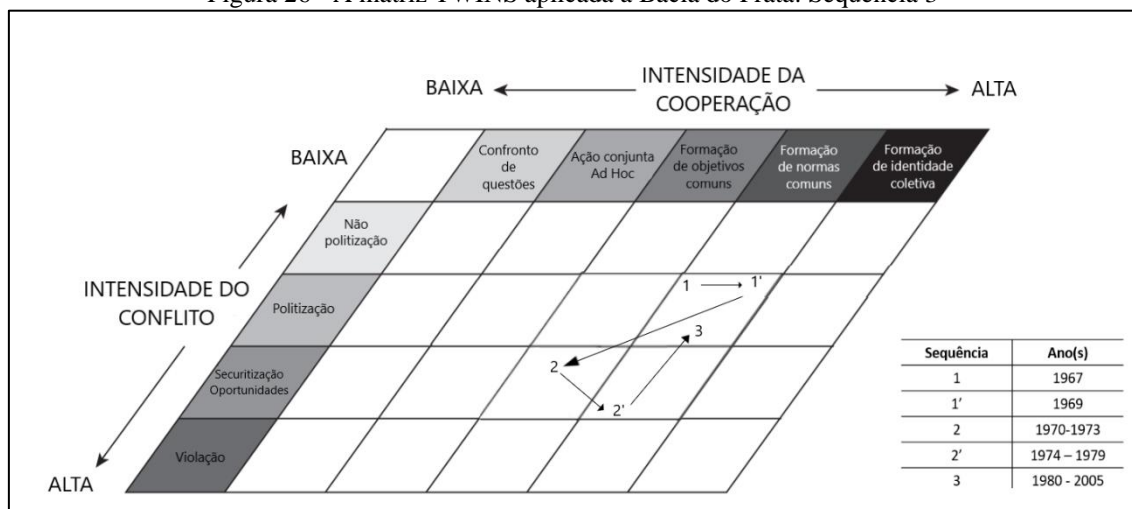 Figura 26 - A matriz TWINS aplicada à Bacia do Prata: Sequência 3
INTENSIDADE DA
COOPERAÇÃO
BAIXA
ALTA
BAIXA
Confronto
de
questões
Ação conjunta
Ad Hoc
Formação
de objetivos
comuns
Formação
de normas
comuns
Formação
de identidade
coletiva
Não
politização
INTENSIDADE DO
CONFLITO
Politização
Securitização
Oportunidades
Violação
ALTA
1
1'
2
3
2'
Sequência Ano(s)
1 1967
1' 1969
2 1970-1973
2' 1974 – 1979
3 1980 - 2005